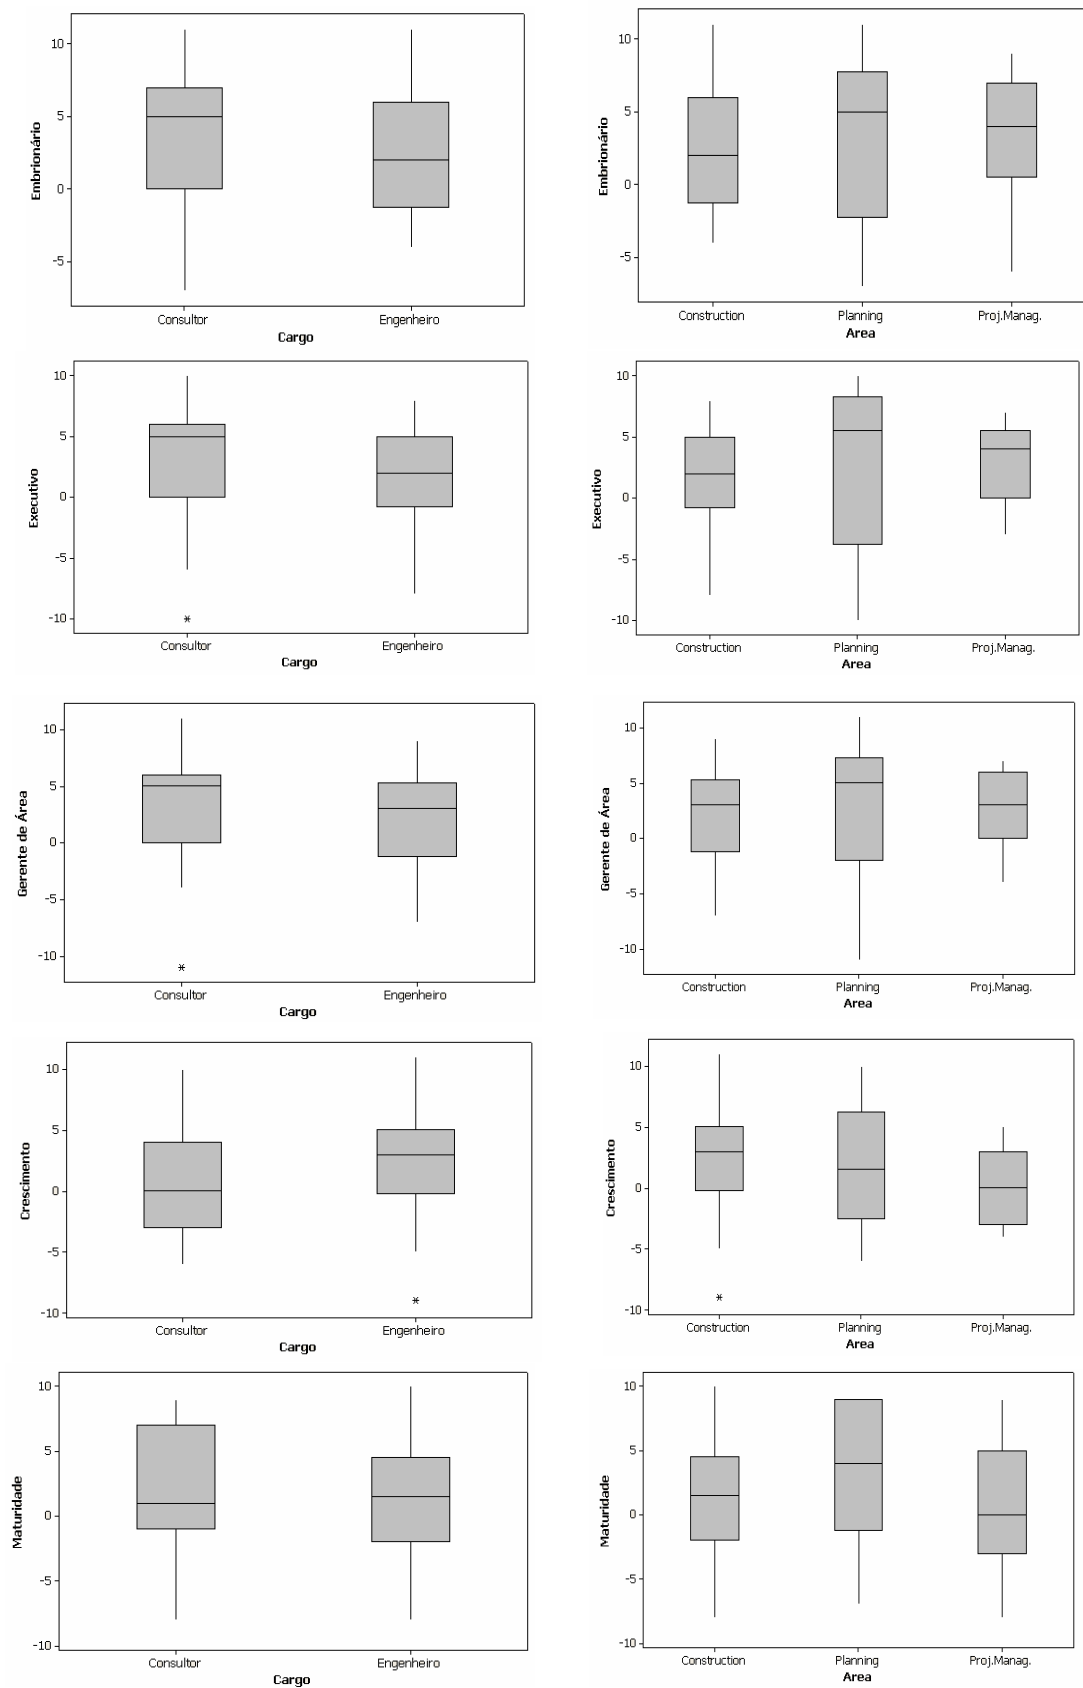 Embrionário
10
5
0
-5
Consultor Engenheiro
Cargo
Embrionário
10
5
0
-5
Construction Planning Proj.Manag.
Area
Executivo
10
5
0
-5
-10
Consultor Engenheiro
Cargo
Executivo
10
5
0
-5
-10
Construction Planning Proj.Manag.
Area
Gerente de Área
10
5
0
-5
-10
Consultor Engenheiro
Cargo
Gerente de Área
10
5
0
-5
-10
Construction Planning Proj.Manag.
Area
Crescimento
10
5
0
-5
-10
Consultor Engenheiro
Cargo
Crescimento
10
5
0
-5
-10
Construction Planning Proj.Manag.
Area
Maturidade
10
5
0
-5
-10
Consultor Engenheiro
Cargo
Maturidade
10
5
0
-5
-10
Construction Planning Proj.Manag.
Area